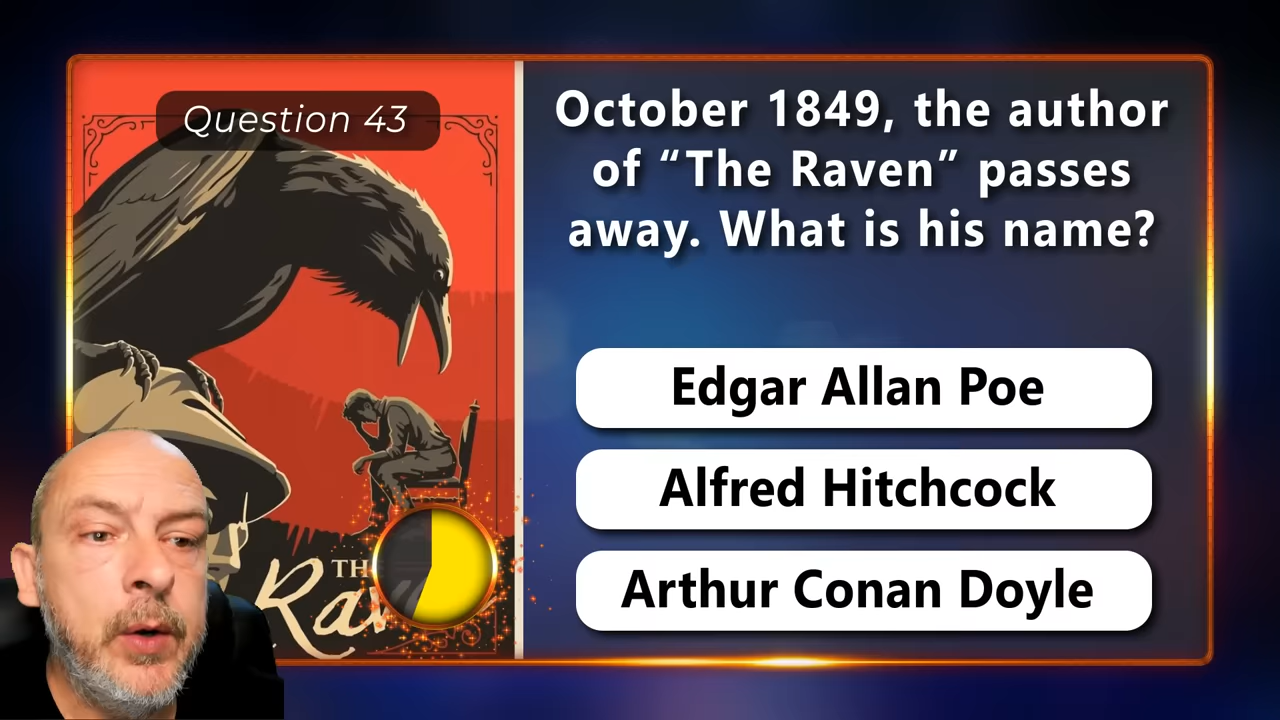 Question 43
October 1849, the author
of “The Raven” passes
away. What is his name?
Edgar Allan Poe
Alfred Hitchcock
Arthur Conan Doyle